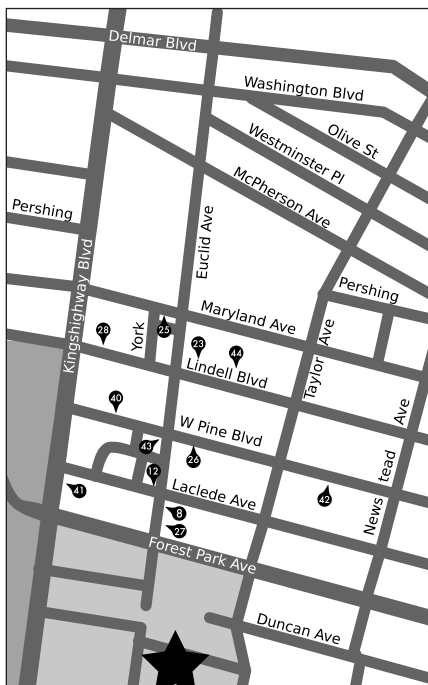 Delmar Blvd
Washington Blvd
Olive St
Westminster Pl
McPherson Ave
Pershing
Euclid Ave
Kingshighway Blvd
Pershing
Maryland Ave
Taylor Ave
York
28
25
23
44
Lindell Blvd
40
W Pine Blvd
Newstead Ave
43
26
12
41
Laclede Ave
42
8
27
Forest Park Ave
Duncan Ave